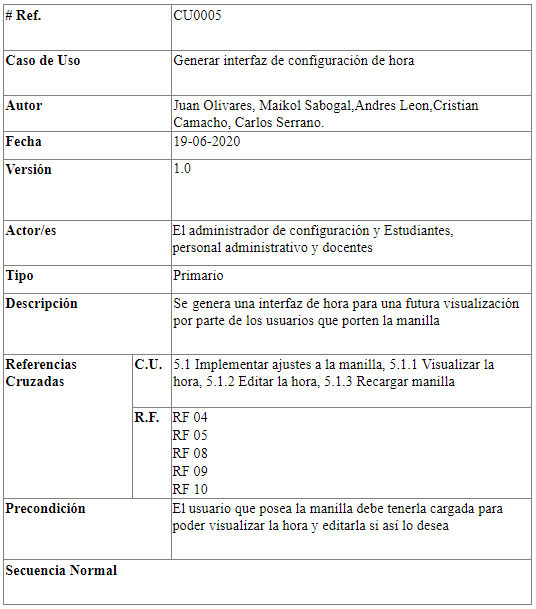 # Ref. CU0005
Caso de Uso Generar interfaz de configuración de hora
Autor Juan Olivares, Maikol Sabogal,Andres Leon,Cristian
Camacho, Carlos Serrano.
Fecha 19-06-2020
Versión 1.0
Actor/es El administrador de configuración y Estudiantes,
personal administrativo y docentes
Tipo Primario
Descripción Se genera una interfaz de hora para una futura visualización
por parte de los usuarios que porten la manilla
Referencias C.U. 5.1 Implementar ajustes a la manilla, 5.1.1 Visualizar la
Cruzadas hora, 5.1.2 Editar la hora, 5.1.3 Recargar manilla
R.F. RF 04
RF 05
RF 08
RF 09
RF 10
Precondición El usuario que posea la manilla debe tenerla cargada para
poder visualizar la hora y editarla si así lo desea
Secuencia Normal